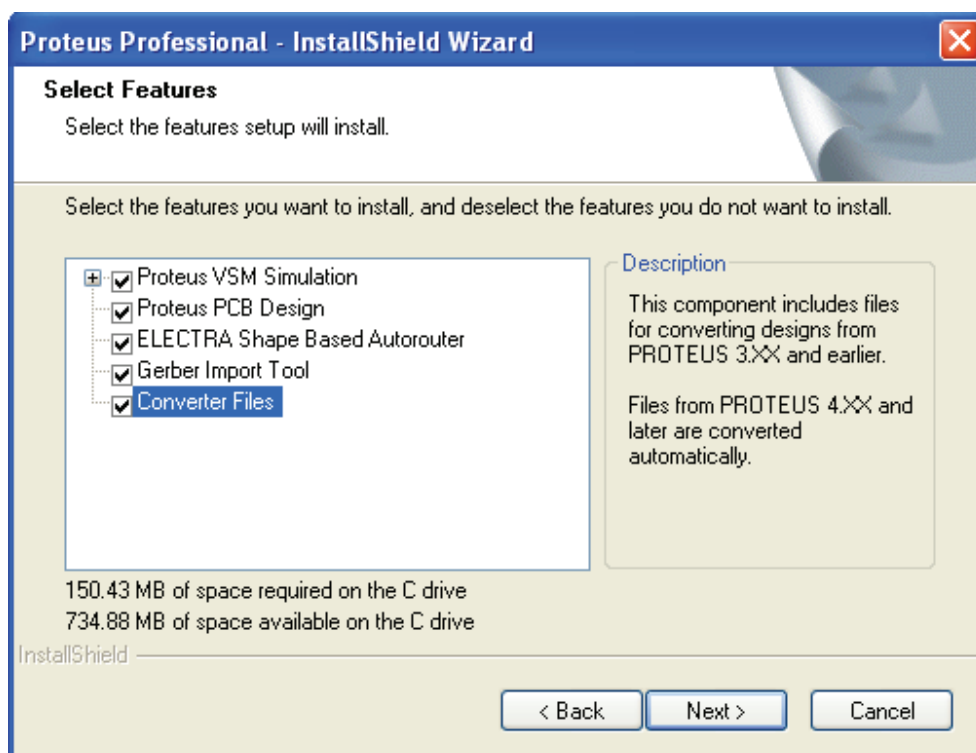 Proteus Professional - InstallShield Wizard
Select Features
Select the features setup will install.
Select the features you want to install, and deselect the features you do not want to install.
Proteus VSM Simulation
Proteus PCB Design
ELECTRA Shape Based Autorouter
Gerber Import Tool
Converter Files
Description
This component includes files
for converting designs from
PROTEUS 3.XX and earlier.
Files from PROTEUS 4.XX and
later are converted
automatically.
150.43 MB of space required on the C drive
734.88 MB of space available on the C drive
InstallShield
< Back
Next >
Cancel